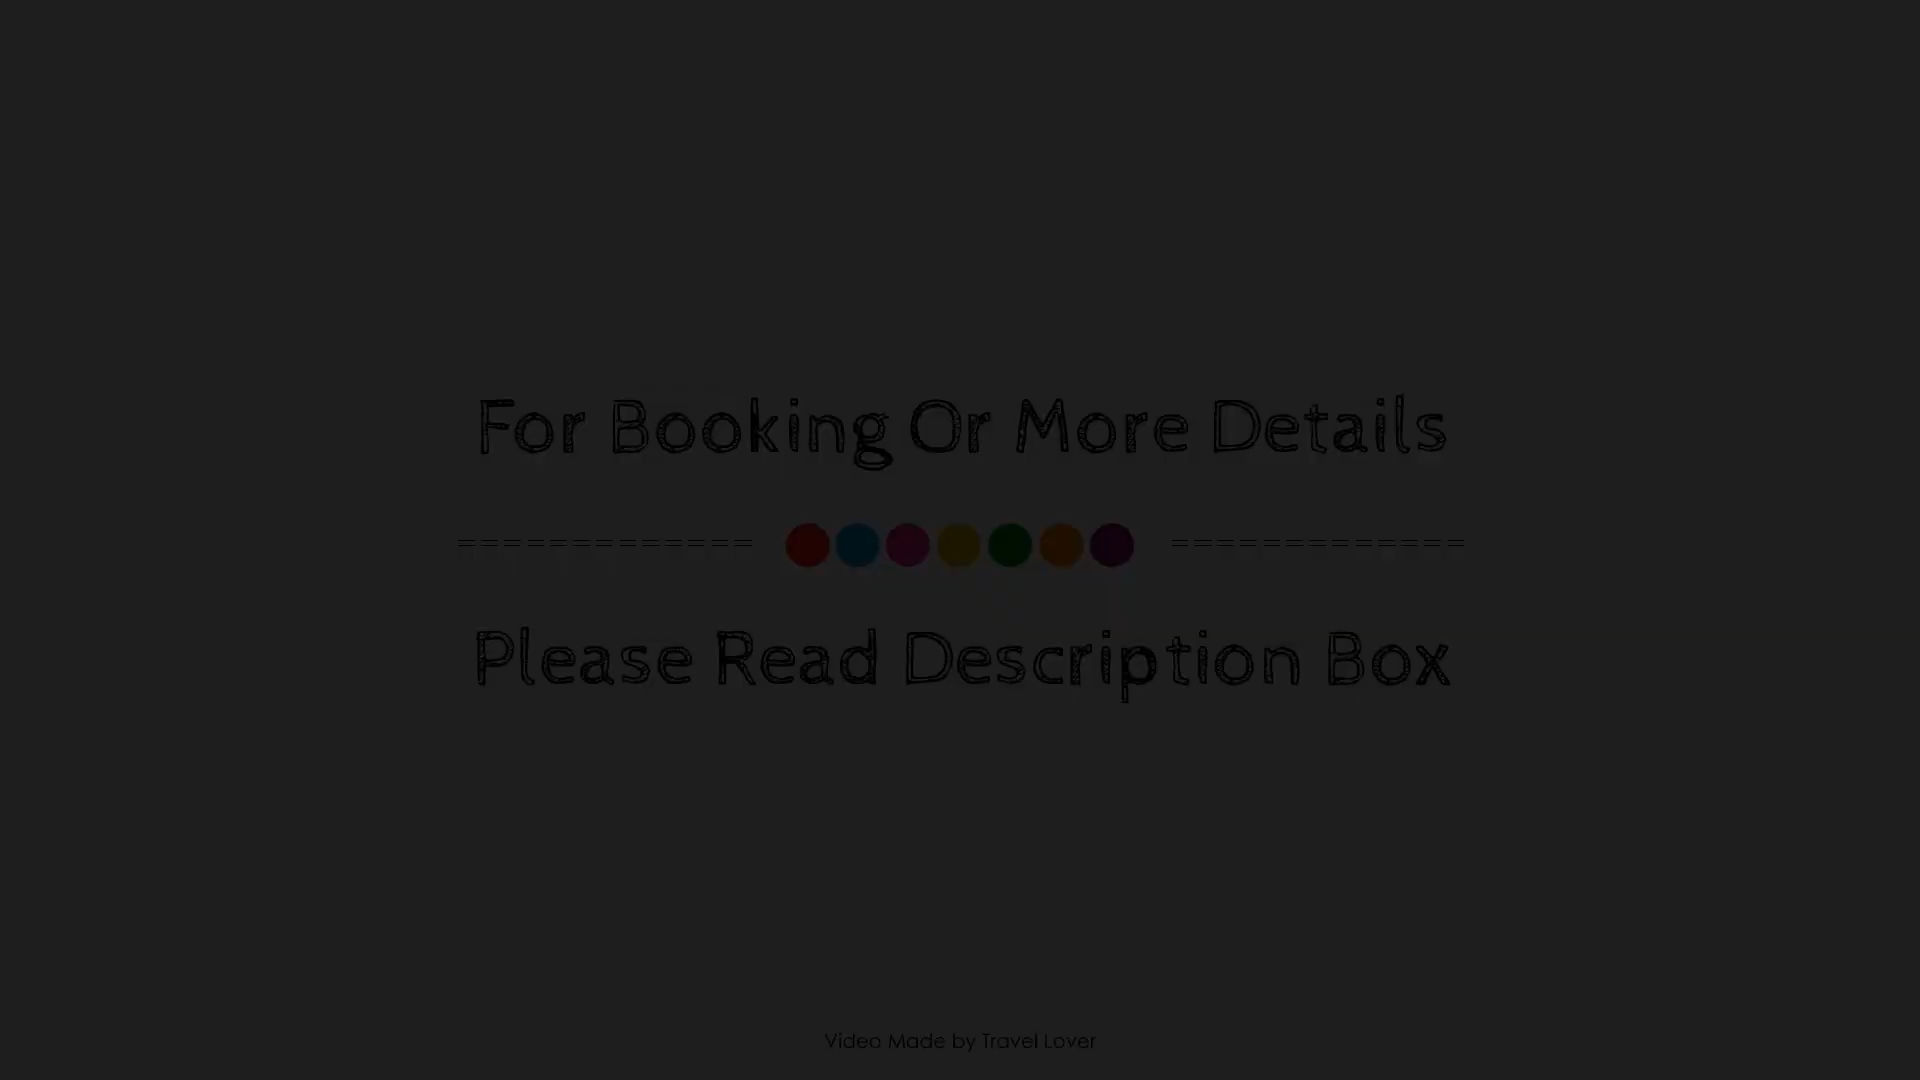 For Booking Or More Details
============= =============
Please Read Description Box
Video Made by Travel Lover